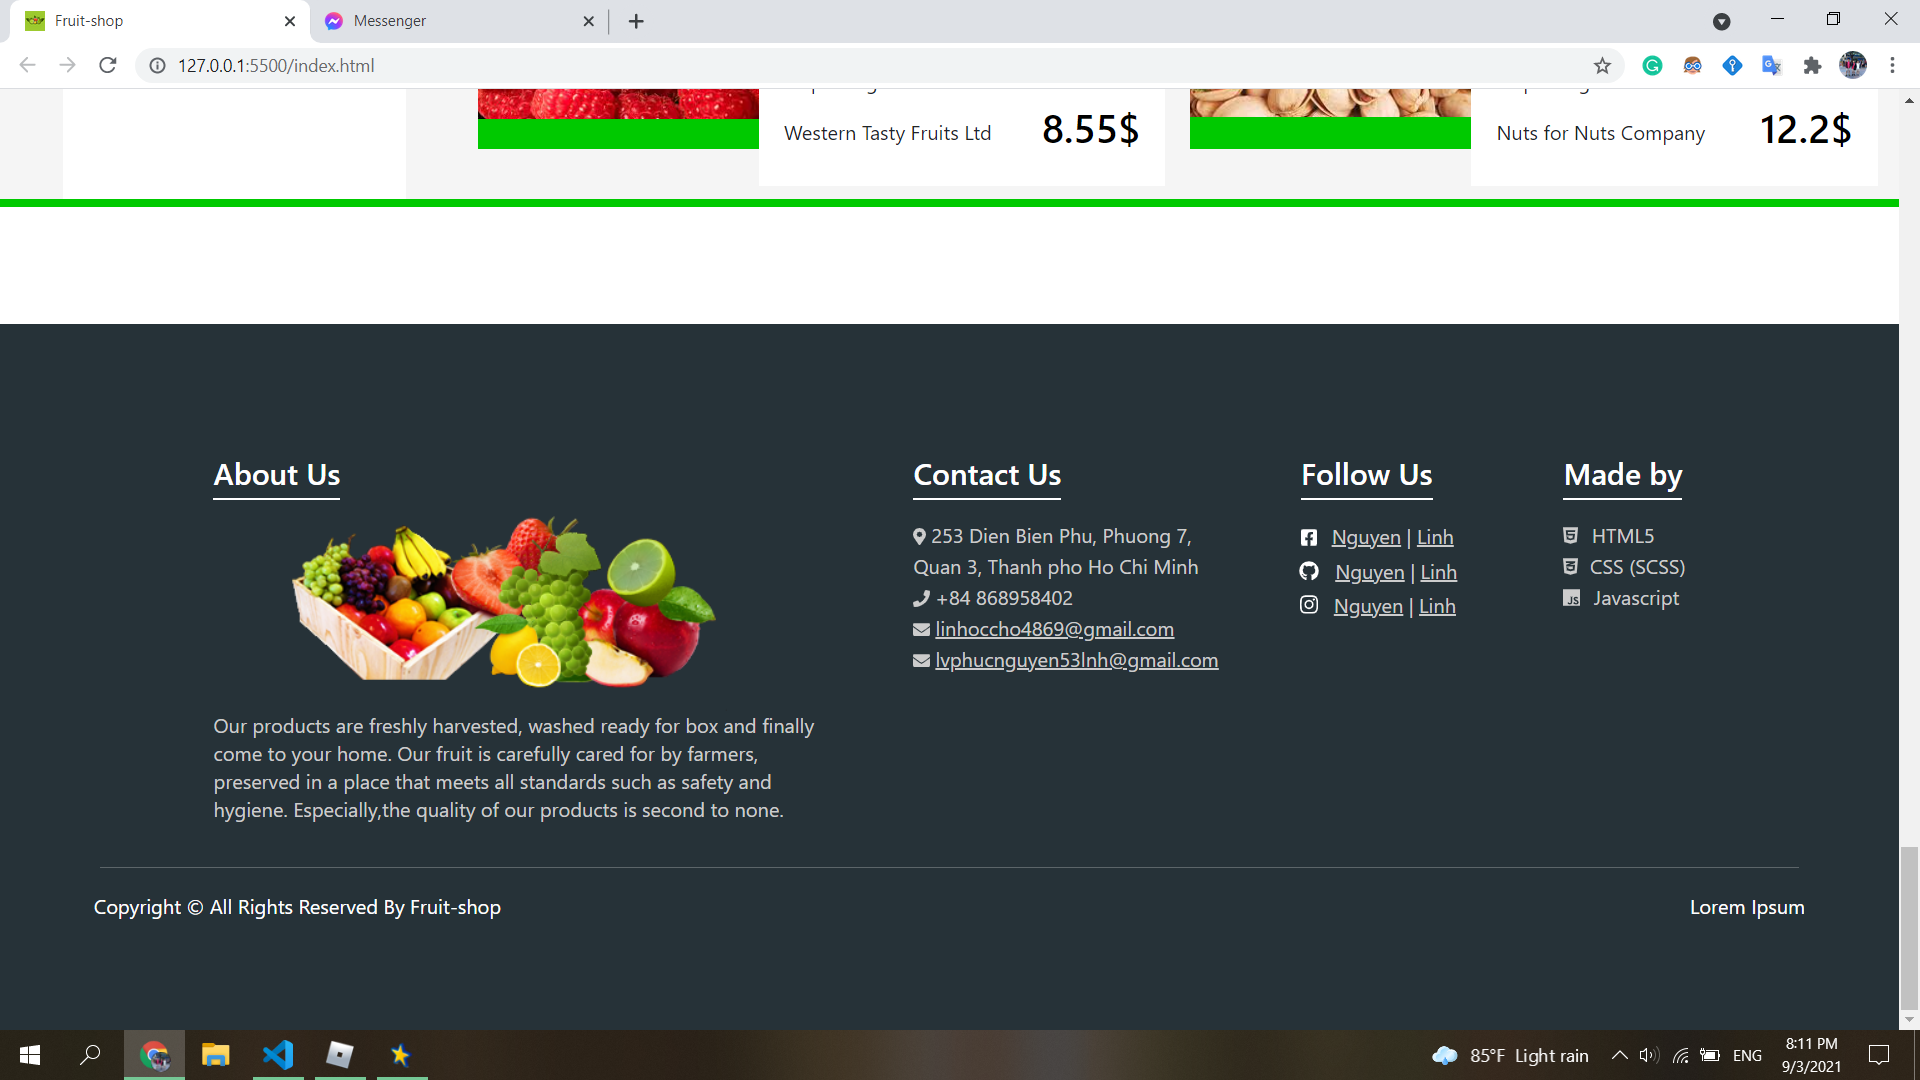 Fruit-shop
Messenger
127.0.0.1:5500/index.html
Western Tasty Fruits Ltd
8.55$
Nuts for Nuts Company
12.2$
About Us
Our products are freshly harvested, washed ready for box and finally
come to your home. Our fruit is carefully cared for by farmers,
preserved in a place that meets all standards such as safety and
hygiene. Especially,the quality of our products is second to none.
Contact Us
253 Dien Bien Phu, Phuong 7,
Quan 3, Thanh pho Ho Chi Minh
+84 868958402
linhoccho4869@gmail.com
lvphucnguyen53lnh@gmail.com
Follow Us
Nguyen | Linh
Nguyen | Linh
Nguyen | Linh
Made by
HTML5
CSS (SCSS)
Javascript
Copyright © All Rights Reserved By Fruit-shop
Lorem Ipsum
85°F Light rain
ENG
8:11 PM
9/3/2021